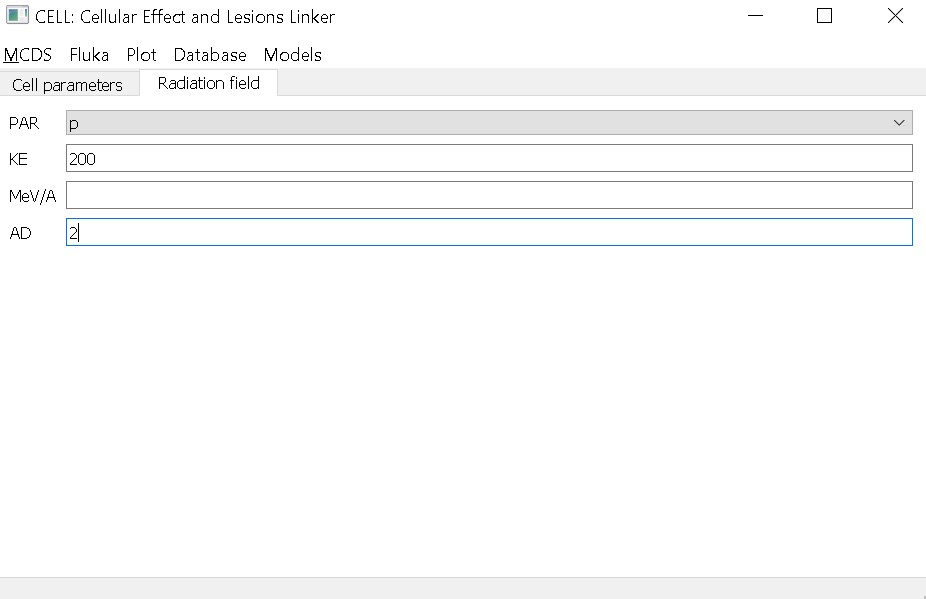 CELL: Cellular Effect and Lesions Linker
MCDS Fluka Plot Database Models
Cell parameters Radiation field
PAR p
KE 200
MeV/A
AD 2